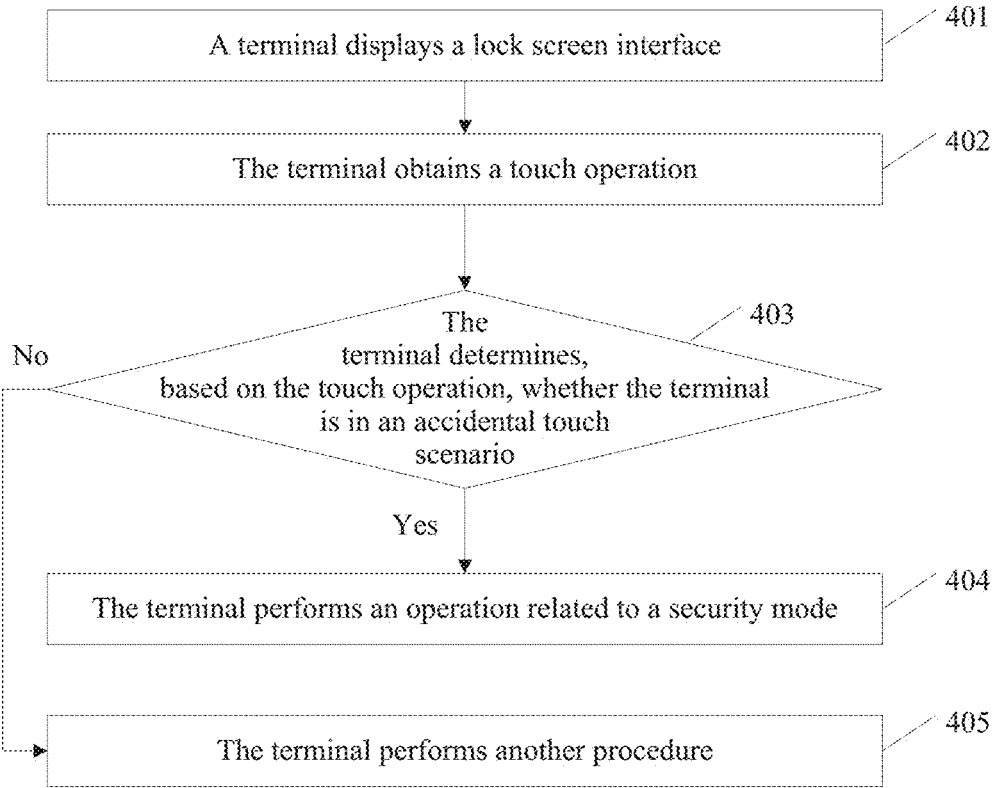 401
A terminal displays a lock screen interface
402
The terminal obtains a touch operation
403
The
terminal determines,
based on the touch operation, whether the terminal
is in an accidental touch
scenario
No
Yes
404
The terminal performs an operation related to a security mode
405
The terminal performs another procedure